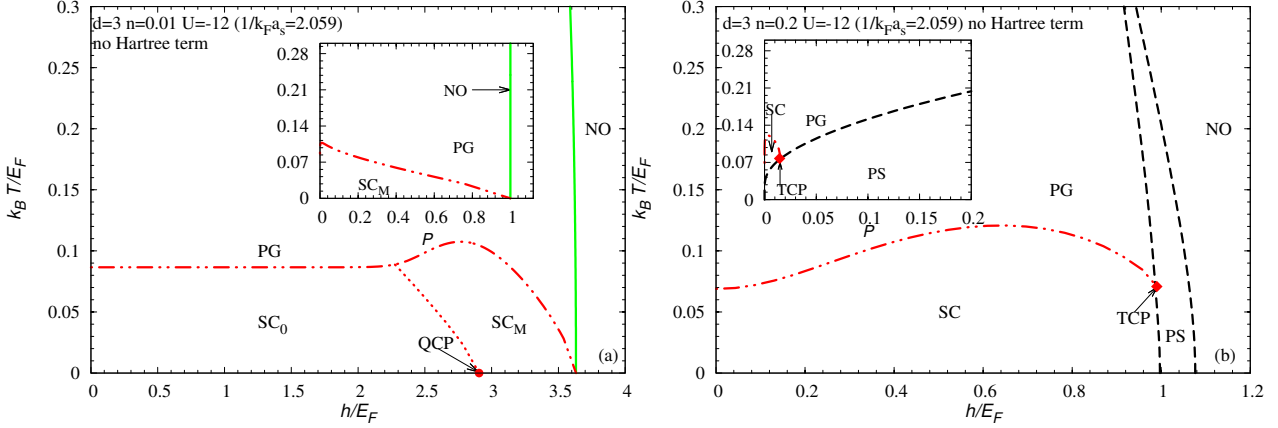 d=3 n=0.01 U=-12 (1/k_F a_s=2.059)
no Hartree term
k_B T/E_F
0.3
0.25
0.2
0.15
0.1
0.05
0
0.28
0.21
0.14
0.07
0
NO
PG
SC_M
0 0.2 0.4 0.6 0.8 1
P
NO
PG
SC_0
SC_M
QCP
(a)
0 0.5 1 1.5 2 2.5 3 3.5 4
h/E_F
d=3 n=0.2 U=-12 (1/k_F a_s=2.059) no Hartree term
k_B T/E_F
0.3
0.25
0.2
0.15
0.1
0.05
0
0.28
0.21
0.14
0.07
0
SC
PG
PS
TCP
0 0.05 0.1 0.15 0.2
P
NO
PG
SC
TCP
PS
(b)
0 0.2 0.4 0.6 0.8 1 1.2
h/E_F